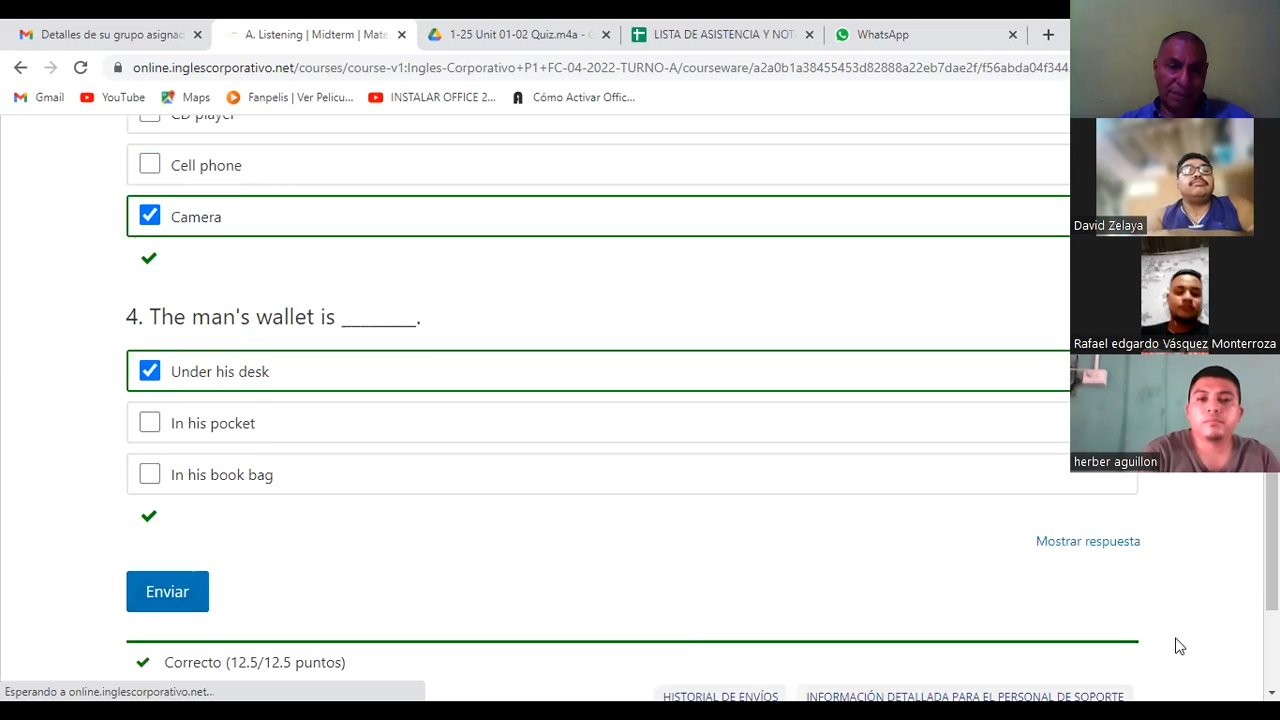 Detalles de su grupo asignac
A. Listening | Midterm | Mate
1-25 Unit 01-02 Quiz.m4a -
LISTA DE ASISTENCIA Y NOT
WhatsApp
online.inglescorporativo.net/courses/course-v1:Ingles-Corporativo+P1+FC-04-2022-TURNO-A/courseware/a2a0b1a38455453d82888a22eb7dae2f/f56abda04f344
Gmail
YouTube
Maps
Fanpelis | Ver Pelicu...
INSTALAR OFFICE 2...
Cómo Activar Offic...
CD player
Cell phone
Camera
4. The man's wallet is ________.
Under his desk
In his pocket
In his book bag
Mostrar respuesta
Enviar
Correcto (12.5/12.5 puntos)
Esperando a online.inglescorporativo.net...
HISTORIAL DE ENVÍOS
INFORMACIÓN DETALLADA PARA EL PERSONAL DE SOPORTE
David Zelaya
Rafael edgardo Vásquez Monterroza
herber aguillon